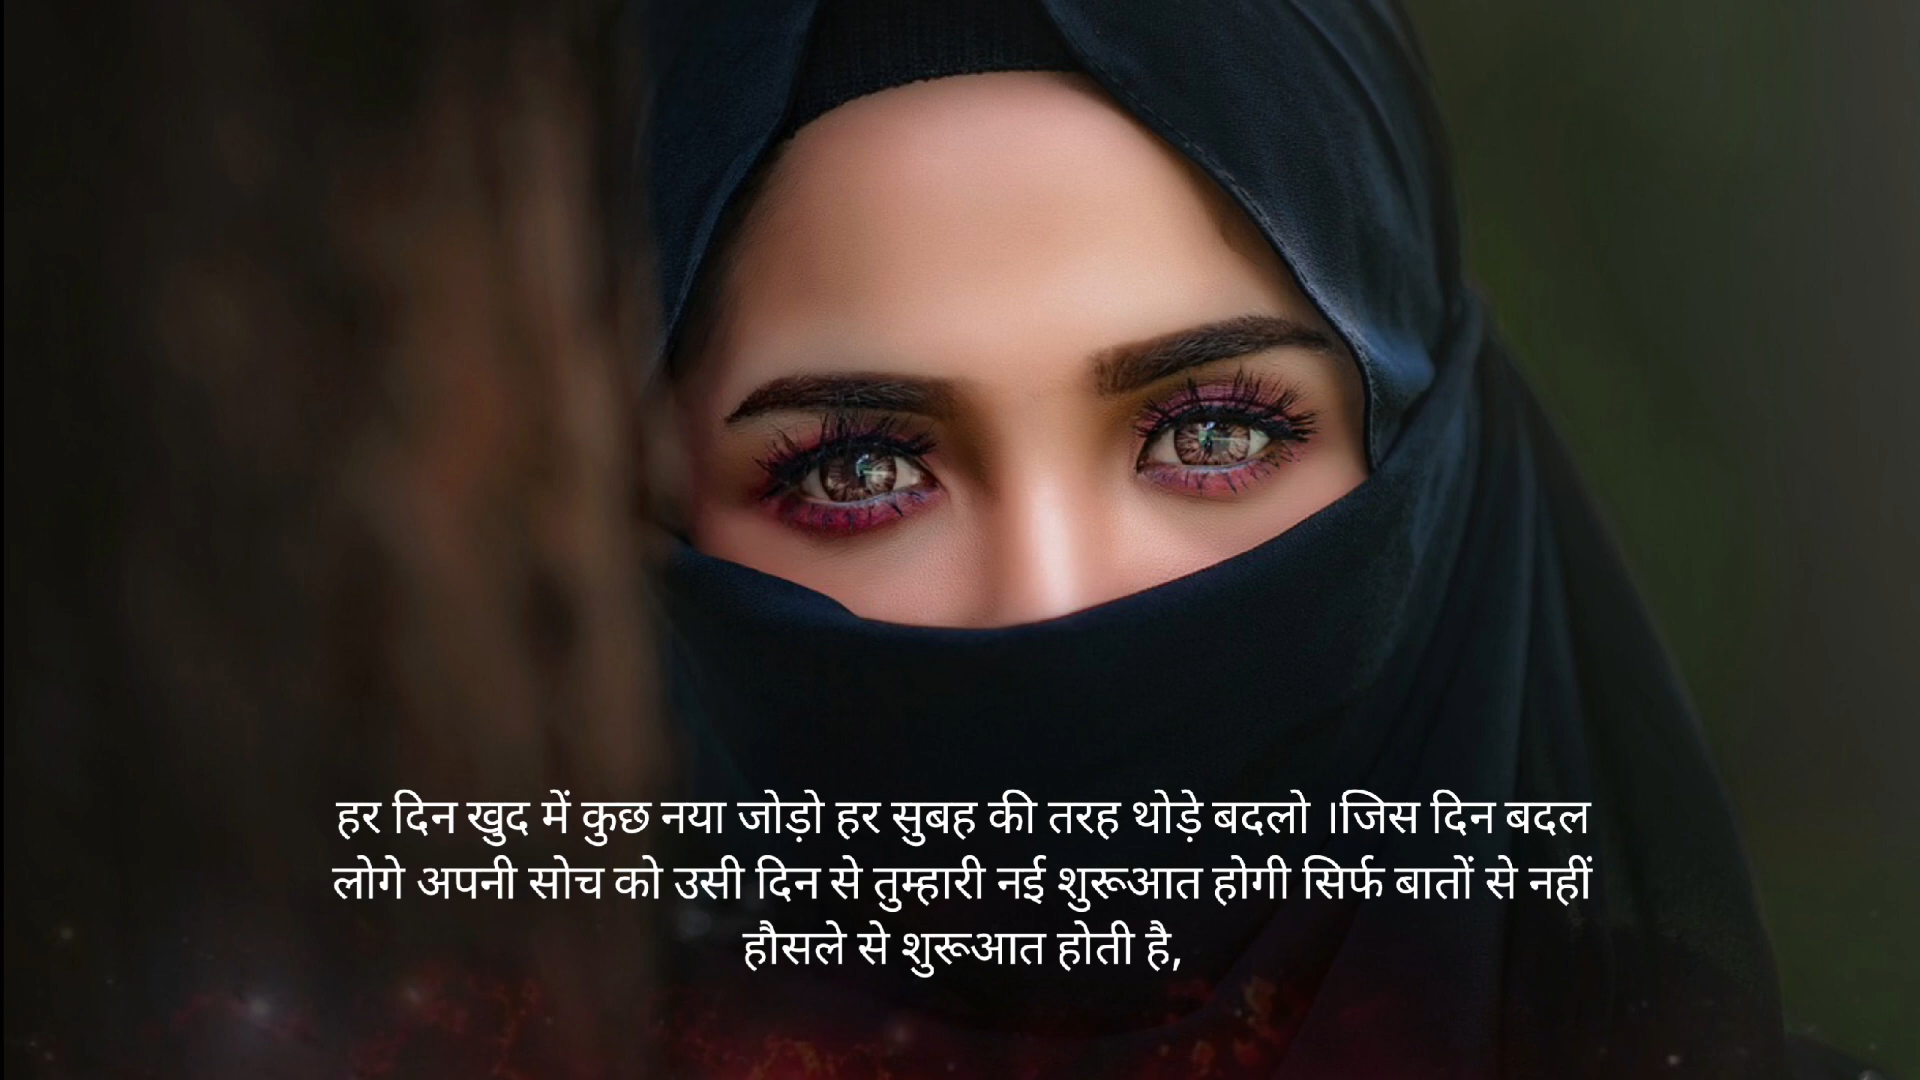 हर दिन खुद में कुछ नया जोड़ो हर सुबह की तरह थोड़े बदलो ।जिस दिन बदल
लोगे अपनी सोच को उसी दिन से तुम्हारी नई शुरूआत होगी सिर्फ बातों से नहीं
हौसले से शुरूआत होती है,